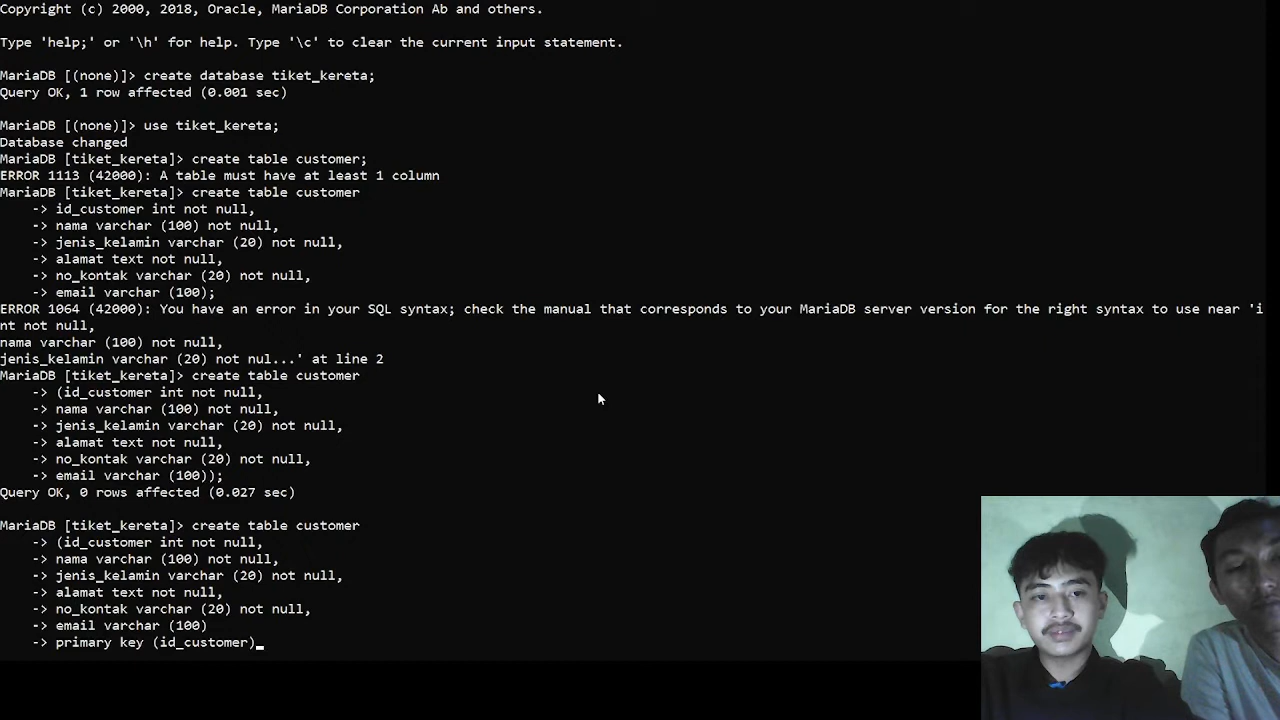 Copyright (c) 2000, 2018, Oracle, MariaDB Corporation Ab and others.
Type 'help;' or '\h' for help. Type '\c' to clear the current input statement.
MariaDB [(none)]> create database tiket_kereta;
Query OK, 1 row affected (0.001 sec)
MariaDB [(none)]> use tiket_kereta;
Database changed
MariaDB [tiket_kereta]> create table customer;
ERROR 1113 (42000): A table must have at least 1 column
MariaDB [tiket_kereta]> create table customer
    -> id_customer int not null,
    -> nama varchar (100) not null,
    -> jenis_kelamin varchar (20) not null,
    -> alamat text not null,
    -> no_kontak varchar (20) not null,
    -> email varchar (100);
ERROR 1064 (42000): You have an error in your SQL syntax; check the manual that corresponds to your MariaDB server version for the right syntax to use near 'i
nt not null,
nama varchar (100) not null,
jenis_kelamin varchar (20) not nul...' at line 2
MariaDB [tiket_kereta]> create table customer
    -> (id_customer int not null,
    -> nama varchar (100) not null,
    -> jenis_kelamin varchar (20) not null,
    -> alamat text not null,
    -> no_kontak varchar (20) not null,
    -> email varchar (100));
Query OK, 0 rows affected (0.027 sec)
MariaDB [tiket_kereta]> create table customer
    -> (id_customer int not null,
    -> nama varchar (100) not null,
    -> jenis_kelamin varchar (20) not null,
    -> alamat text not null,
    -> no_kontak varchar (20) not null,
    -> email varchar (100)
    -> primary key (id_customer)